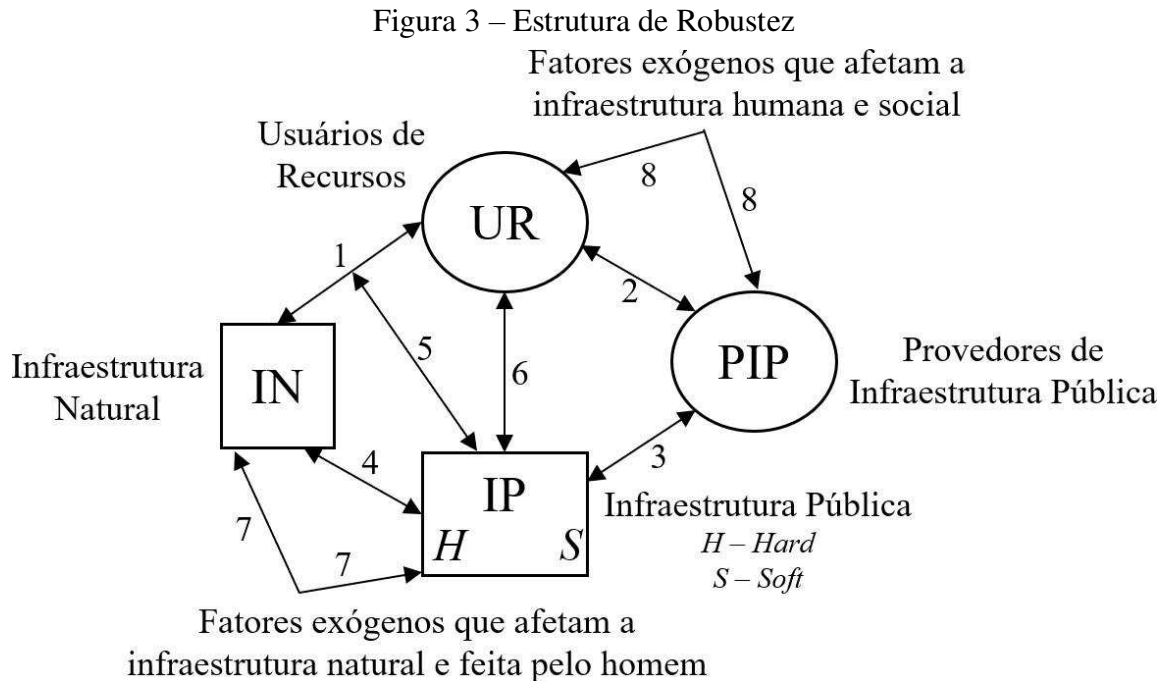 Figura 3 – Estrutura de Robustez
Fatores exógenos que afetam a
infraestrutura humana e social
Usuários de
Recursos
UR
8
8
1
2
5
6
Infraestrutura
Natural
IN
PIP
Provedores de
Infraestrutura Pública
4
3
IP
H
S
Infraestrutura Pública
H – Hard
S – Soft
7
7
Fatores exógenos que afetam a
infraestrutura natural e feita pelo homem